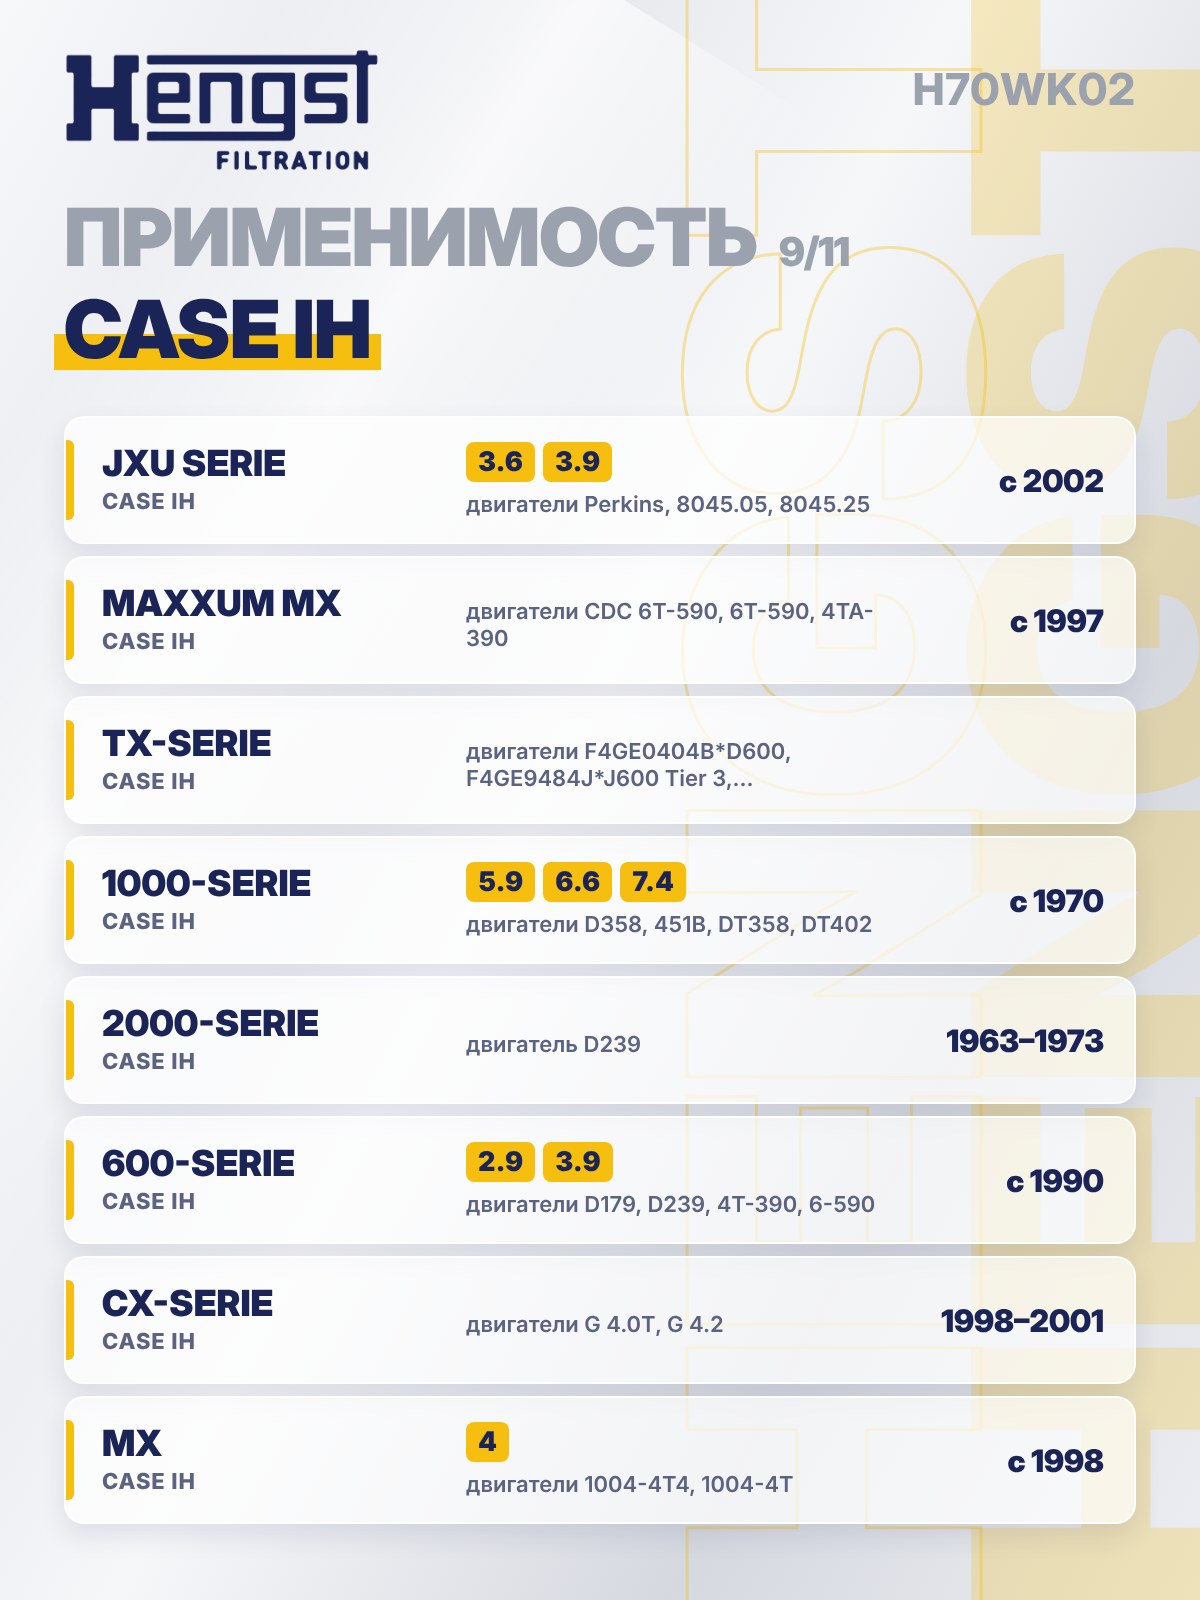 Hengst
FILTRATION
H70WK02
ПРИМЕНИМОСТЬ 9/11
CASE IH
JXU SERIE
CASE IH
3.6 3.9
двигатели Perkins, 8045.05, 8045.25
с 2002
MAXXUM MX
CASE IH
двигатели CDC 6T-590, 6T-590, 4TA-
390
с 1997
TX-SERIE
CASE IH
двигатели F4GE0404B*D600,
F4GE9484J*J600 Tier 3,...
1000-SERIE
CASE IH
5.9 6.6 7.4
двигатели D358, 451B, DT358, DT402
с 1970
2000-SERIE
CASE IH
двигатель D239
1963–1973
600-SERIE
CASE IH
2.9 3.9
двигатели D179, D239, 4T-390, 6-590
с 1990
CX-SERIE
CASE IH
двигатели G 4.0T, G 4.2
1998–2001
MX
CASE IH
4
двигатели 1004-4T4, 1004-4T
с 1998
HENGST
HENGST